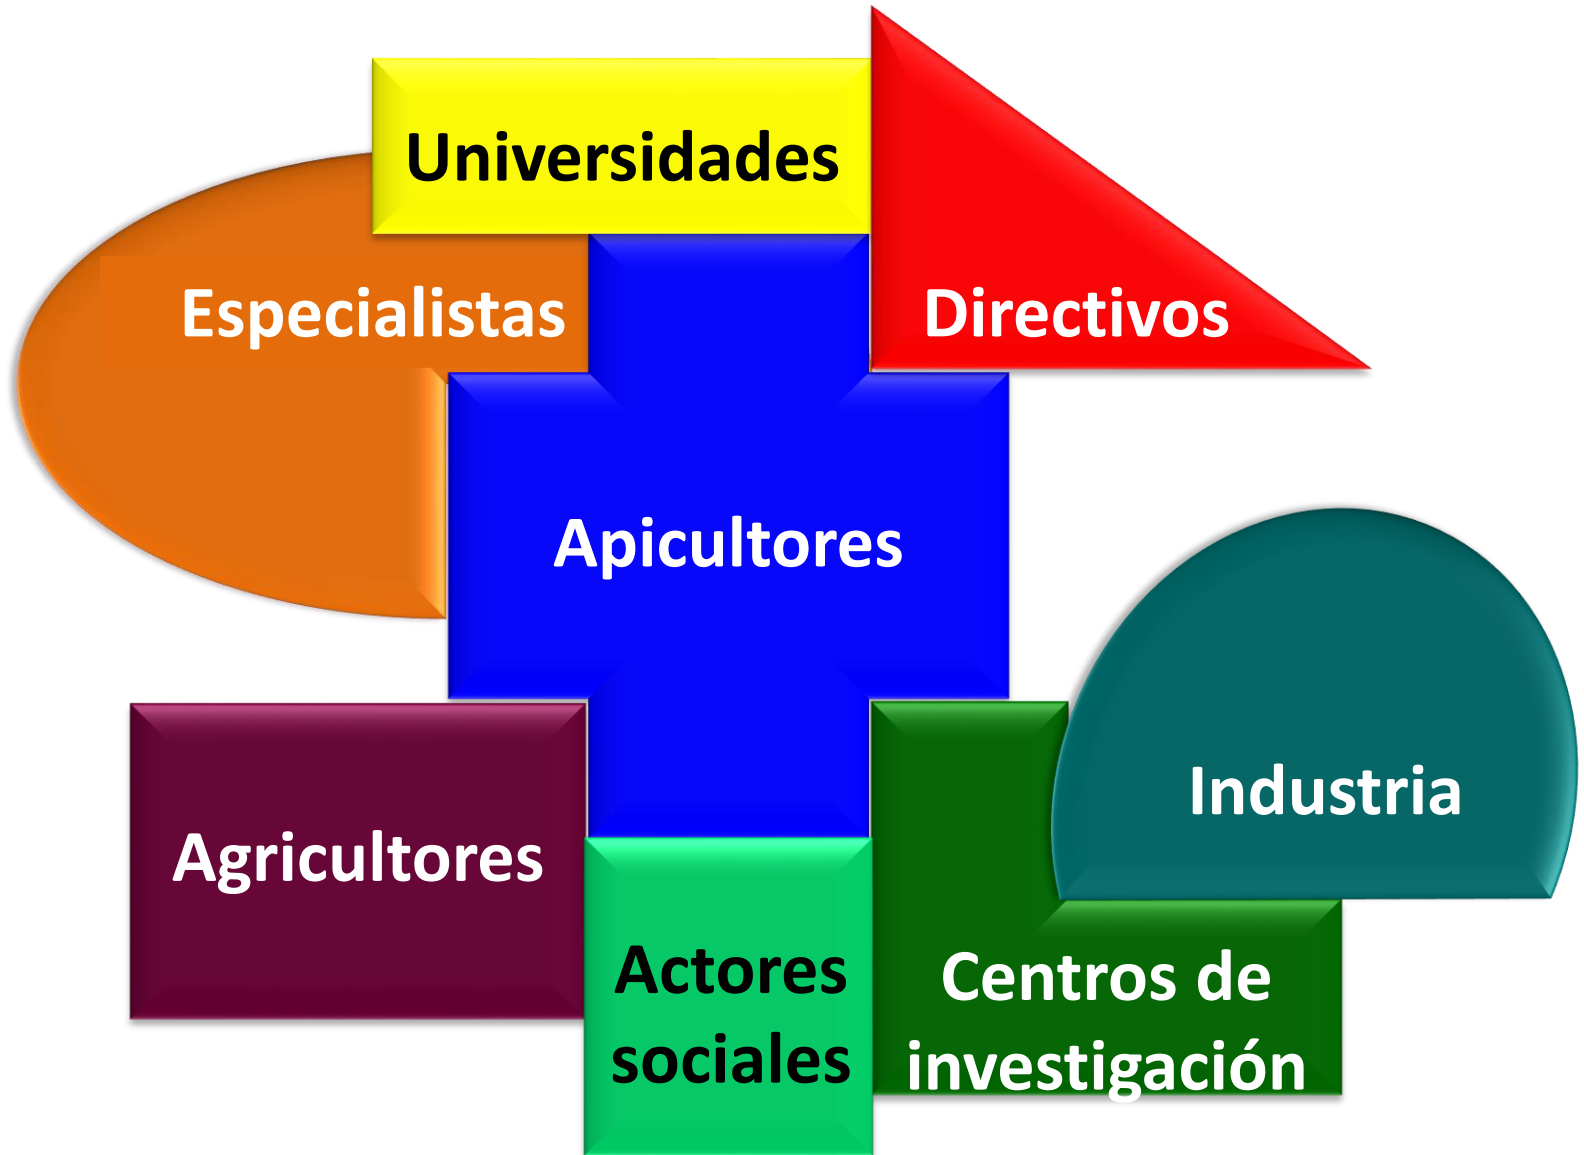 Universidades
Especialistas
Directivos
Apicultores
Industria
Agricultores
Actores
sociales
Centros de
investigación